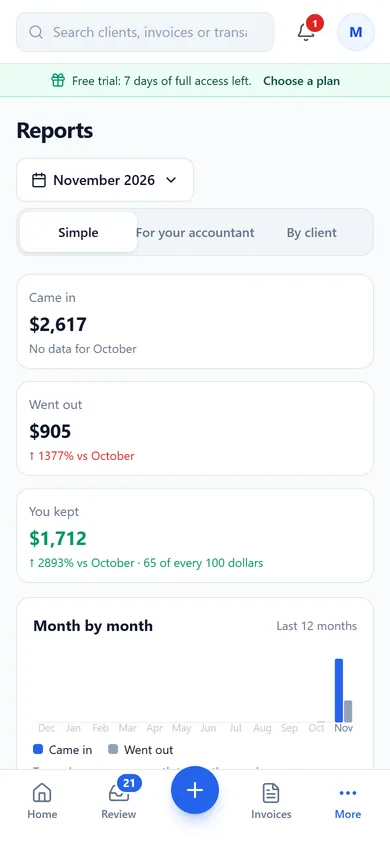 Search clients, invoices or transa
1
M
Free trial: 7 days of full access left. Choose a plan
Reports
November 2026
Simple For your accountant By client
Came in
$2,617
No data for October
Went out
$905
↑ 1377% vs October
You kept
$1,712
↑ 2893% vs October · 65 of every 100 dollars
Month by month Last 12 months
Dec Jan Feb Mar Apr May Jun Jul Aug Sep Oct Nov
Came in Went out
21
Home Review Invoices More